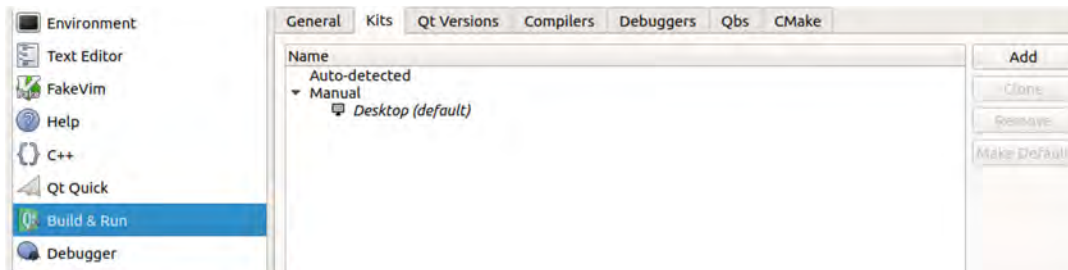 Environment
Text Editor
FakeVim
Help
C++
Qt Quick
Build & Run
Debugger
General Kits Qt Versions Compilers Debuggers Qbs CMake
Name
Auto-detected
Manual
Desktop (default)
Add
Clone
Remove
Make Default